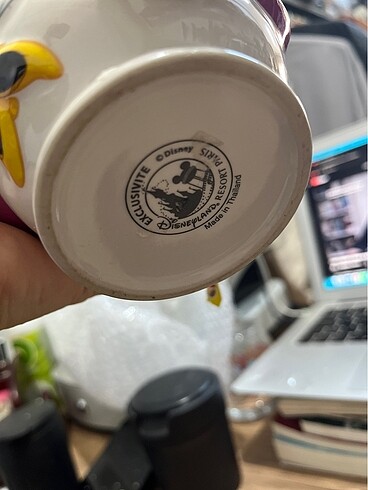 EXCLUSIVITE
©Disney
DISNEYLAND, RESORT PARIS
Made in Thailand